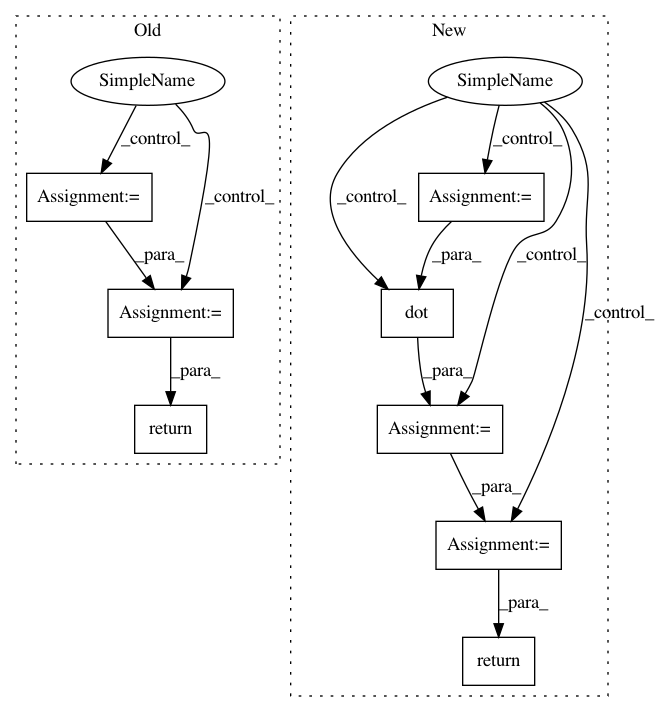 Old
New
SimpleName
SimpleName
_control_
_control_
Assignment:=
_control_
_control_
Assignment:=
_para_
_para_
_control_
_control_
Assignment:=
dot
_para_
_para_
return
Assignment:=
_para_
Assignment:=
_para_
return